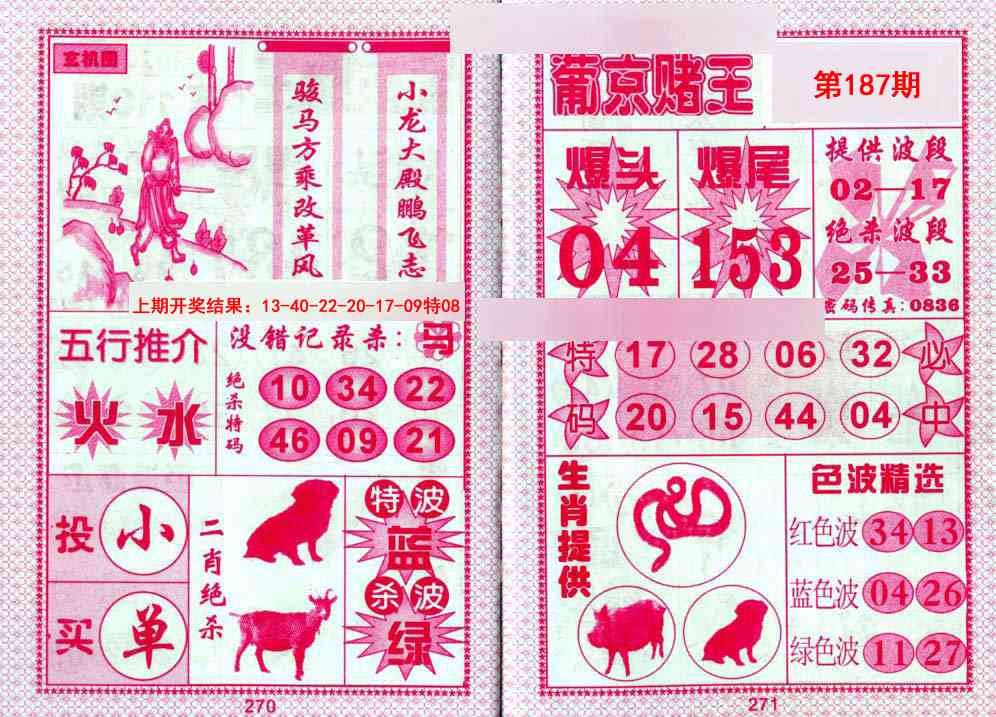 玄机图
骏马方乘改革风
小龙大殿鹏飞志
上期开奖结果：13-40-22-20-17-09特08
五行推介
火 水
没错记录杀：马
绝杀特码
10 34 22
46 09 21
投 小
买 单
二肖绝杀
特波
蓝
杀波
绿
270
葡京赌王
第187期
爆头
04
爆尾
153
提供波段
02—17
绝杀波段
25—33
密码传真：0836
特码
17 28 06 32
20 15 44 04
必中
生肖提供
色波精选
红色波 34 13
蓝色波 04 26
绿色波 11 27
271